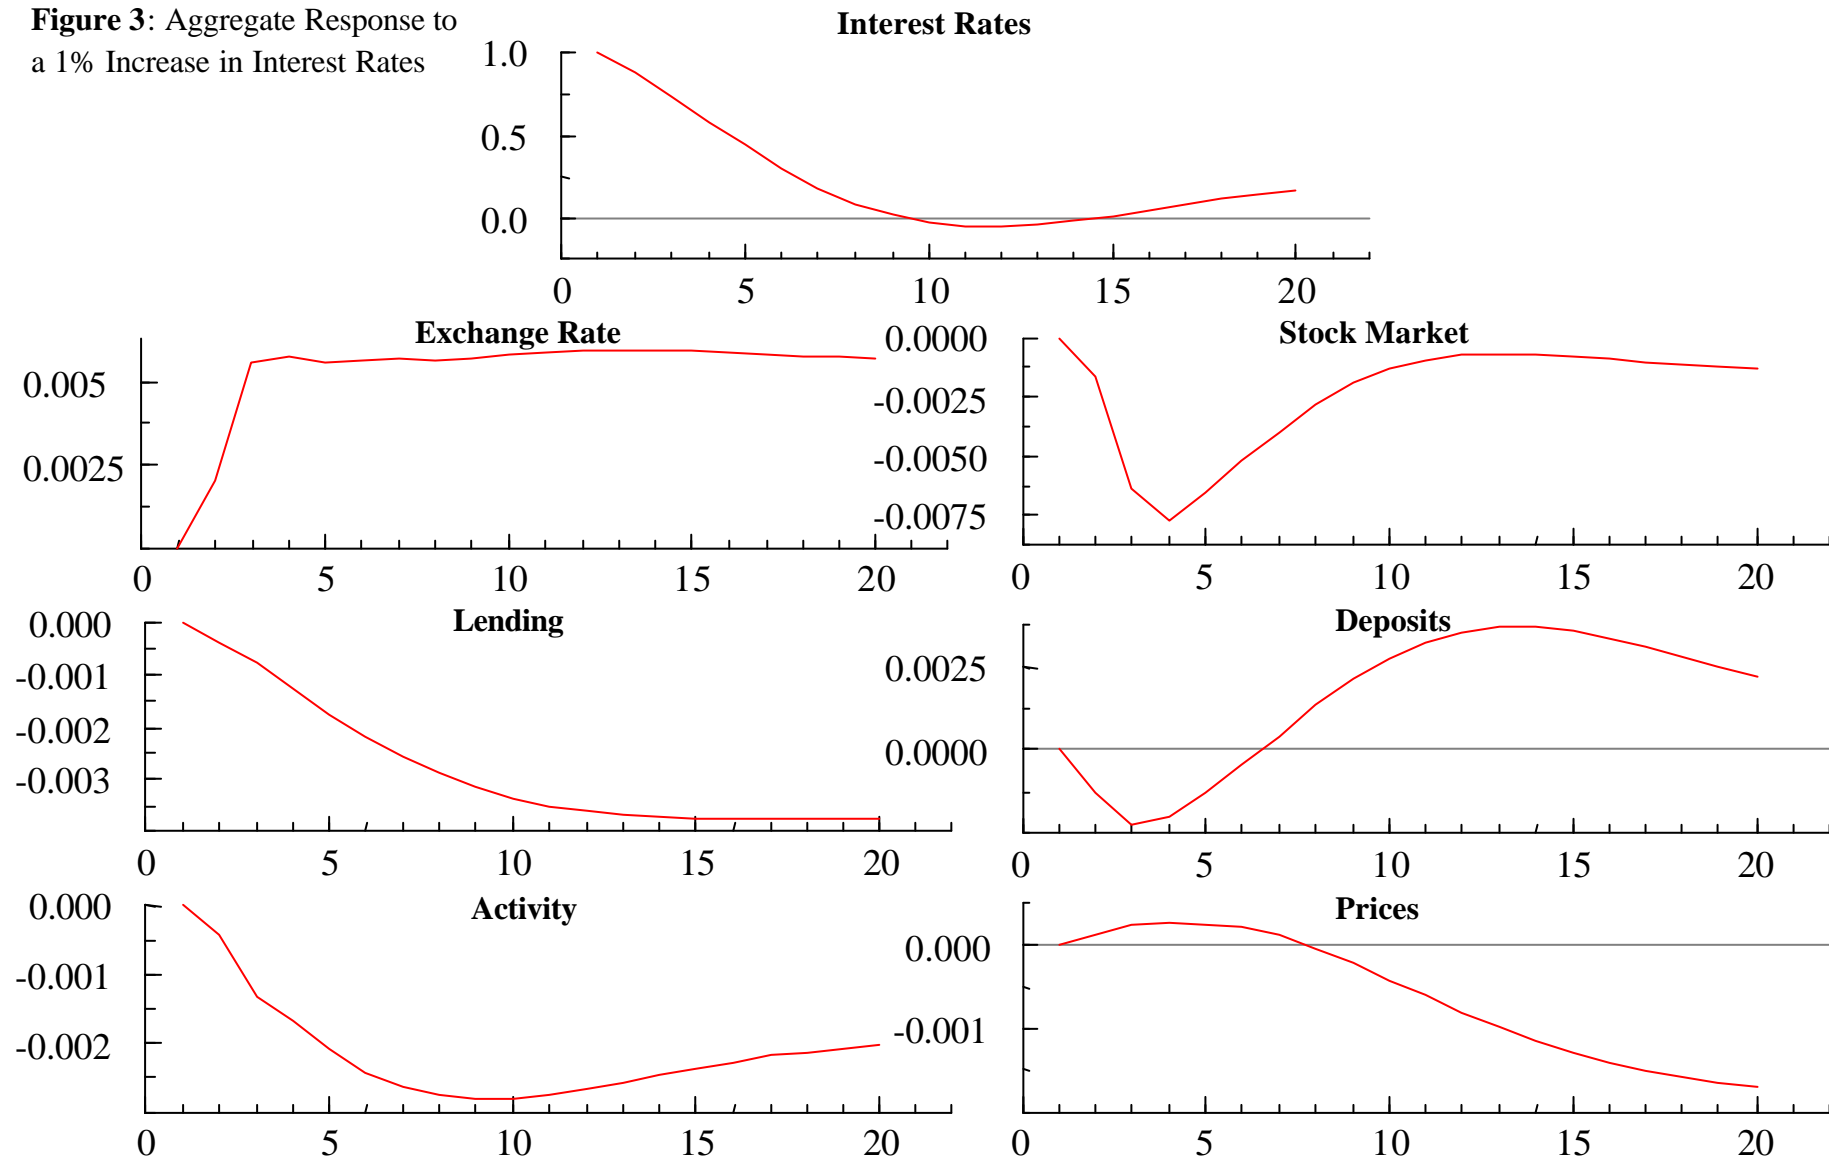 Figure 3: Aggregate Response to
a 1% Increase in Interest Rates
Interest Rates
1.0
0.5
0.0
0 5 10 15 20
Exchange Rate
0.005
0.0025
0 5 10 15 20
Stock Market
0.0000
-0.0025
-0.0050
-0.0075
0 5 10 15 20
Lending
0.000
-0.001
-0.002
-0.003
0 5 10 15 20
Deposits
0.0025
0.0000
0 5 10 15 20
Activity
0.000
-0.001
-0.002
0 5 10 15 20
Prices
0.000
-0.001
0 5 10 15 20